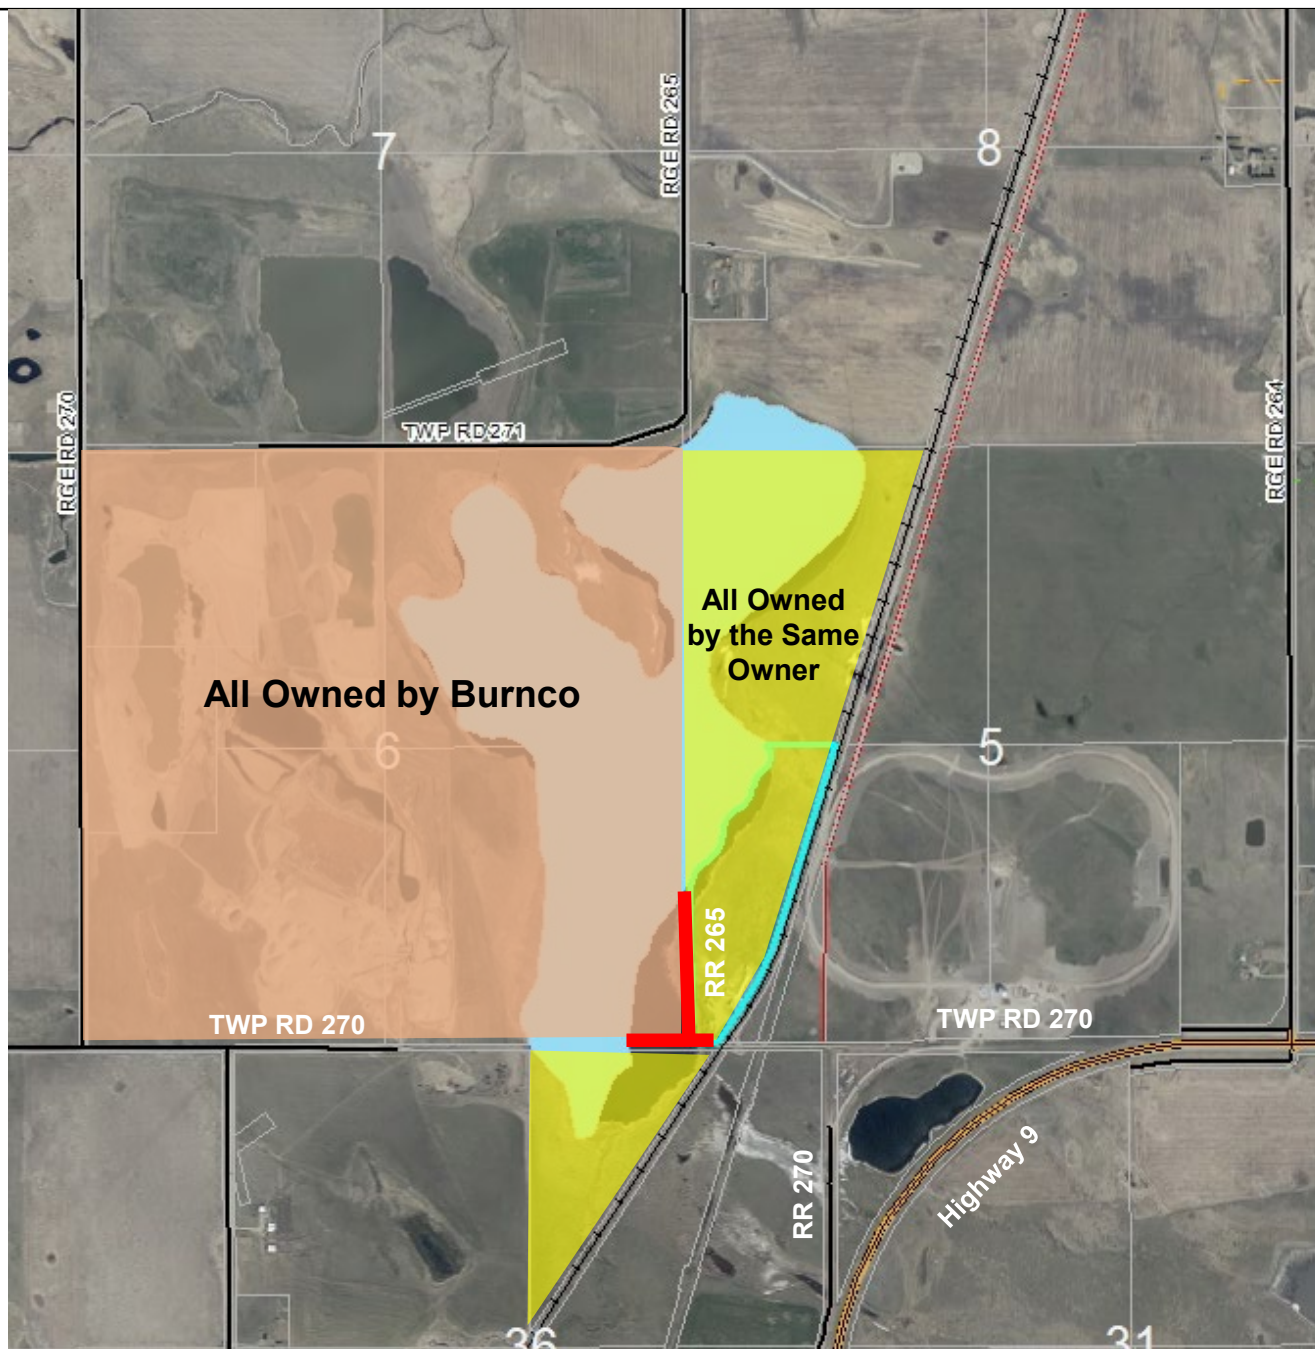 7
8
RGE RD 265
RGE RD 270
TWP RD 271
RGE RD 264
All Owned
by the Same
Owner
All Owned by Burnco
6
5
RR 265
TWP RD 270
TWP RD 270
RR 270
Highway 9
36
31